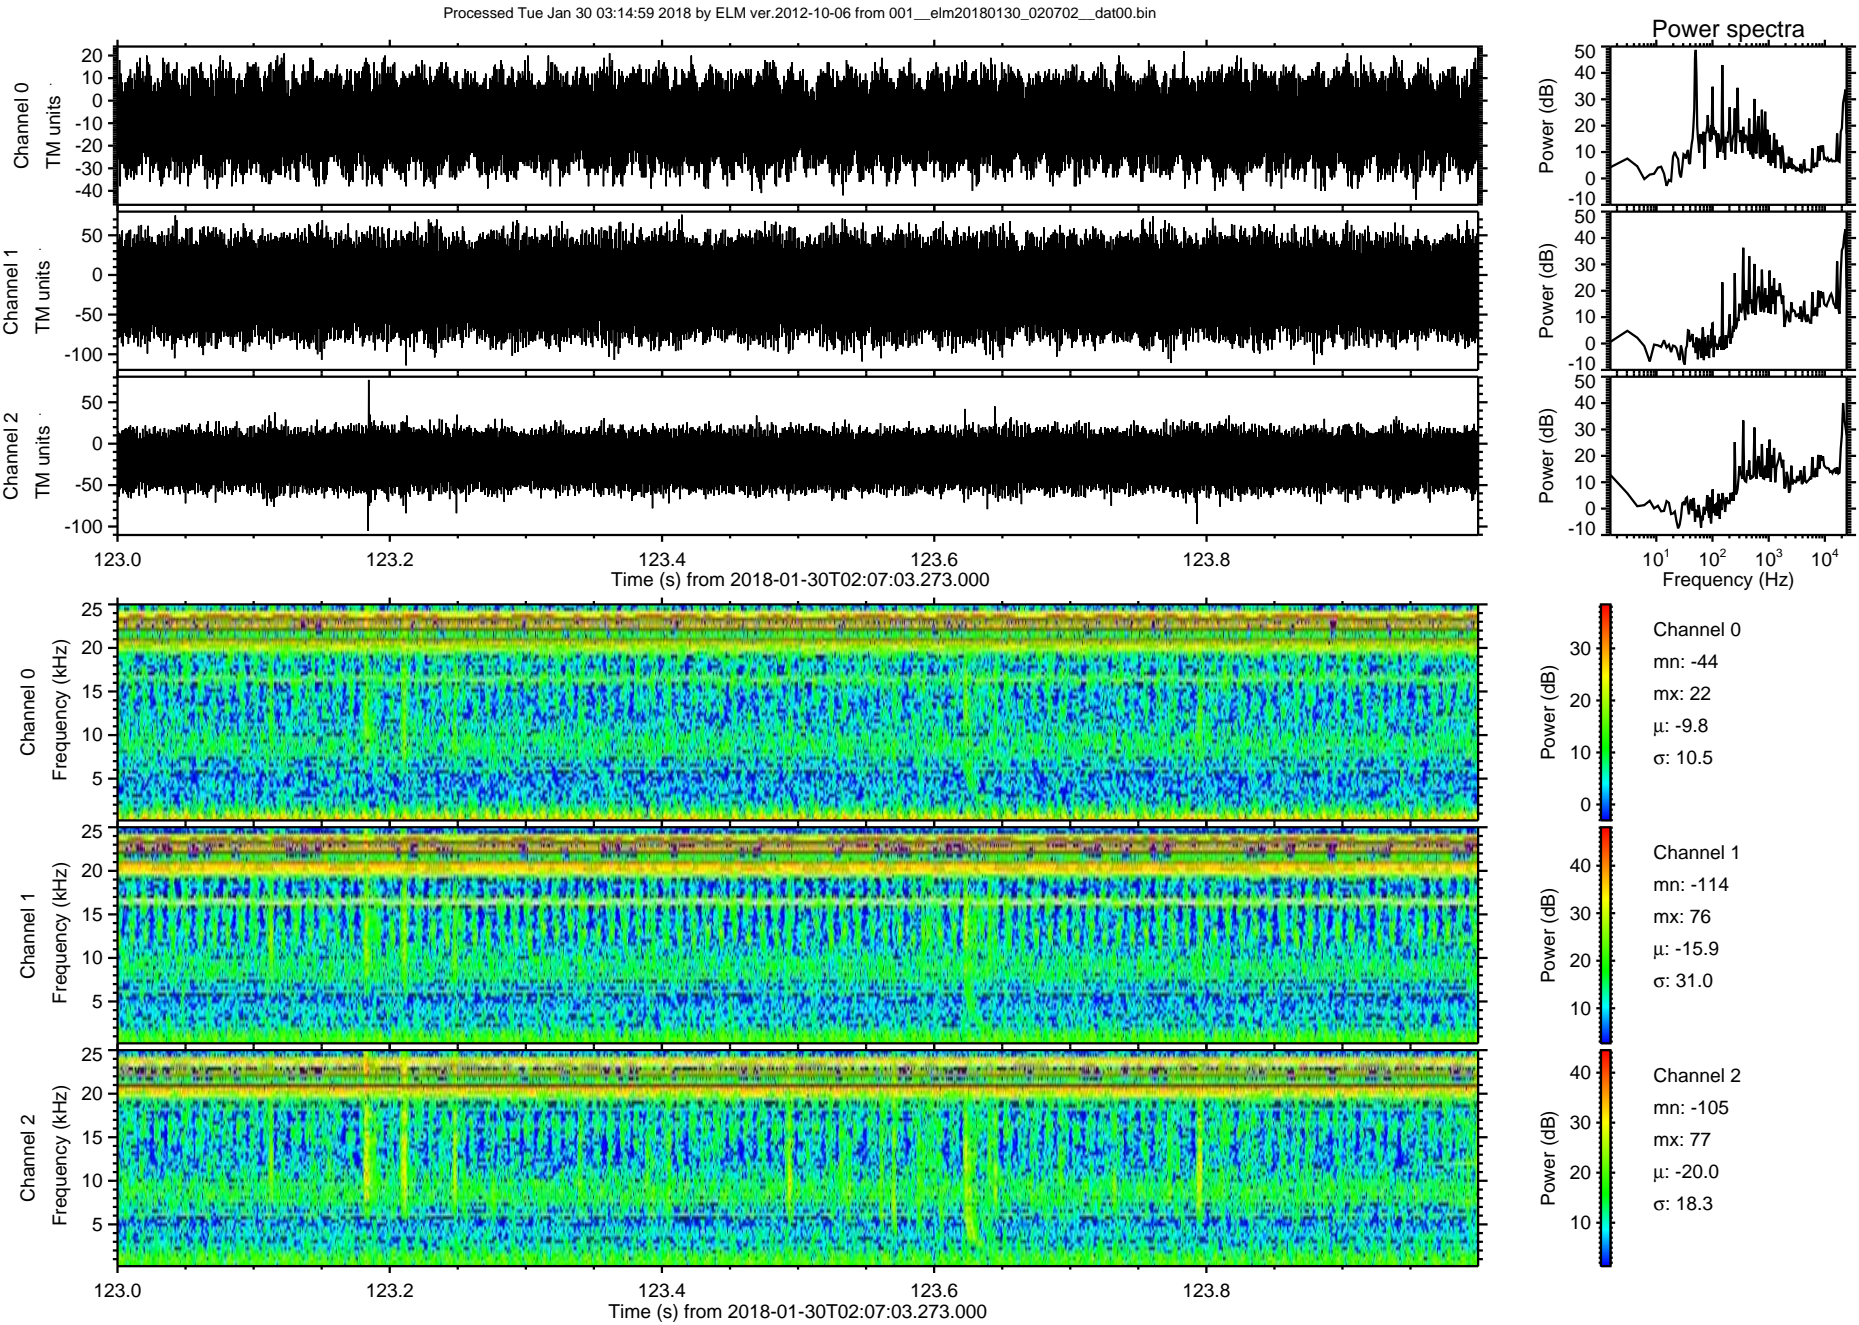 Processed Tue Jan 30 03:14:59 2018 by ELM ver.2012-10-06 from 001__elm20180130_020702__dat00.bin
Power spectra
Channel 0
TM units
20
10
0
-10
-20
-30
-40
Power (dB)
50
40
30
20
10
0
-10
Channel 1
TM units
50
0
-50
-100
Power (dB)
50
40
30
20
10
0
-10
Channel 2
TM units
50
0
-50
-100
Power (dB)
50
40
30
20
10
0
-10
123.0 123.2 123.4 123.6 123.8
Time (s) from 2018-01-30T02:07:03.273.000
10^1 10^2 10^3 10^4
Frequency (Hz)
Channel 0
Frequency (kHz)
25
20
15
10
5
Power (dB)
30
20
10
0
Channel 0
mn: -44
mx: 22
μ: -9.8
σ: 10.5
Channel 1
Frequency (kHz)
25
20
15
10
5
Power (dB)
40
30
20
10
Channel 1
mn: -114
mx: 76
μ: -15.9
σ: 31.0
Channel 2
Frequency (kHz)
25
20
15
10
5
Power (dB)
40
30
20
10
Channel 2
mn: -105
mx: 77
μ: -20.0
σ: 18.3
123.0 123.2 123.4 123.6 123.8
Time (s) from 2018-01-30T02:07:03.273.000